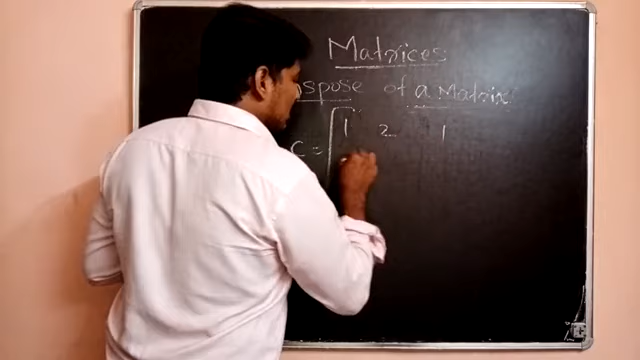 Matrices
spose of a Matrix
C = [ 1 2 1